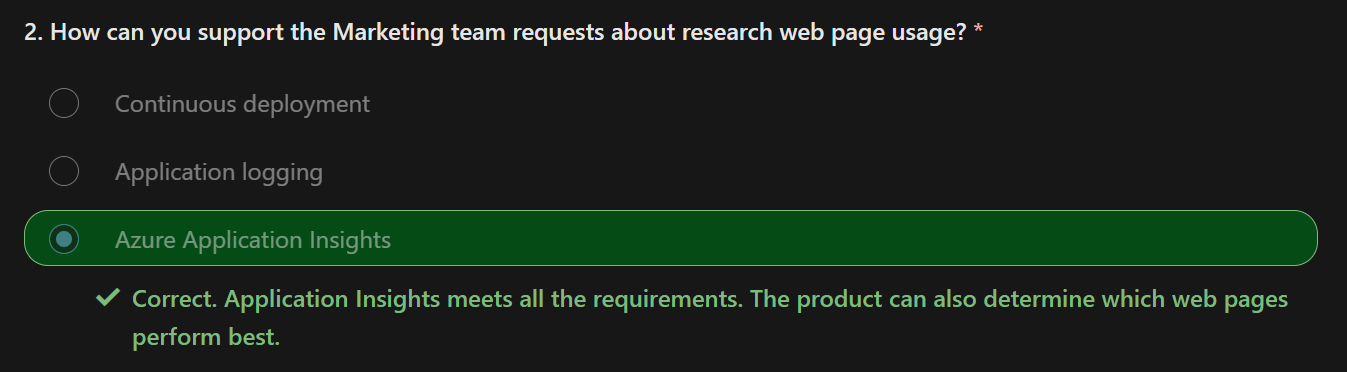 2. How can you support the Marketing team requests about research web page usage? *
Continuous deployment
Application logging
Azure Application Insights
Correct. Application Insights meets all the requirements. The product can also determine which web pages
perform best.